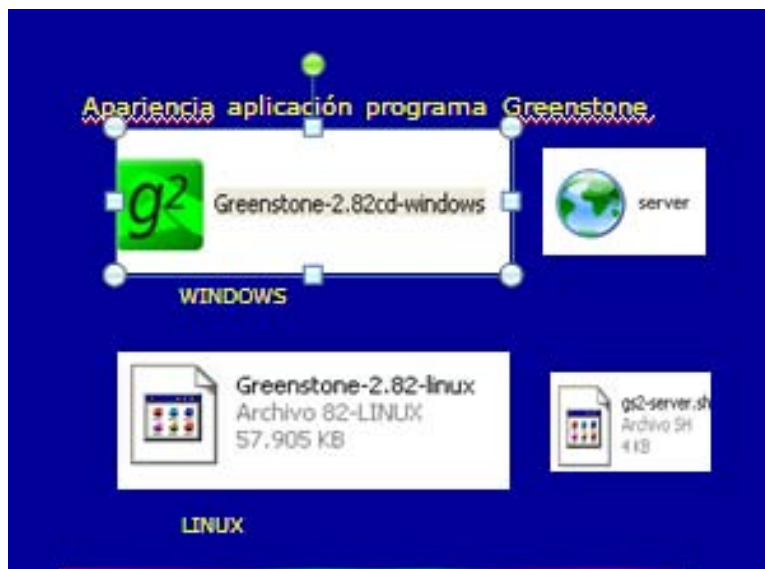 Apariencia aplicación programa Greenstone
g2
Greenstone-2.82cd-windows
server
WINDOWS
Greenstone-2.82-linux
Archivo 82-LINUX
57.905 KB
gs2-server.sh
Archivo SH
4 KB
LINUX